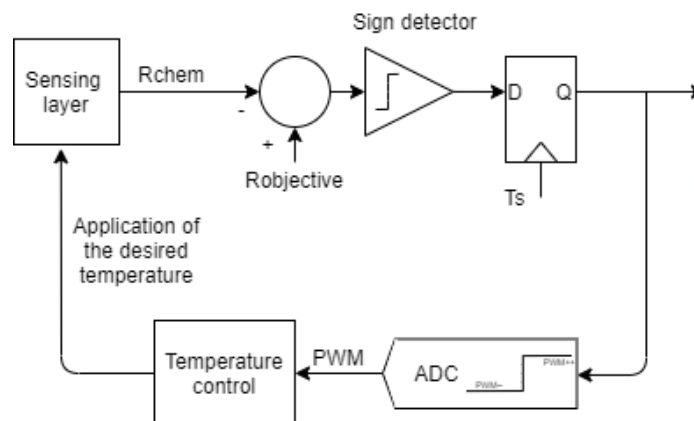 Sign detector
Sensing
layer
Rchem
-
+
Robjective
D
Q
Ts
Application of
the desired
temperature
Temperature
control
PWM
ADC
PWM--
PWM++